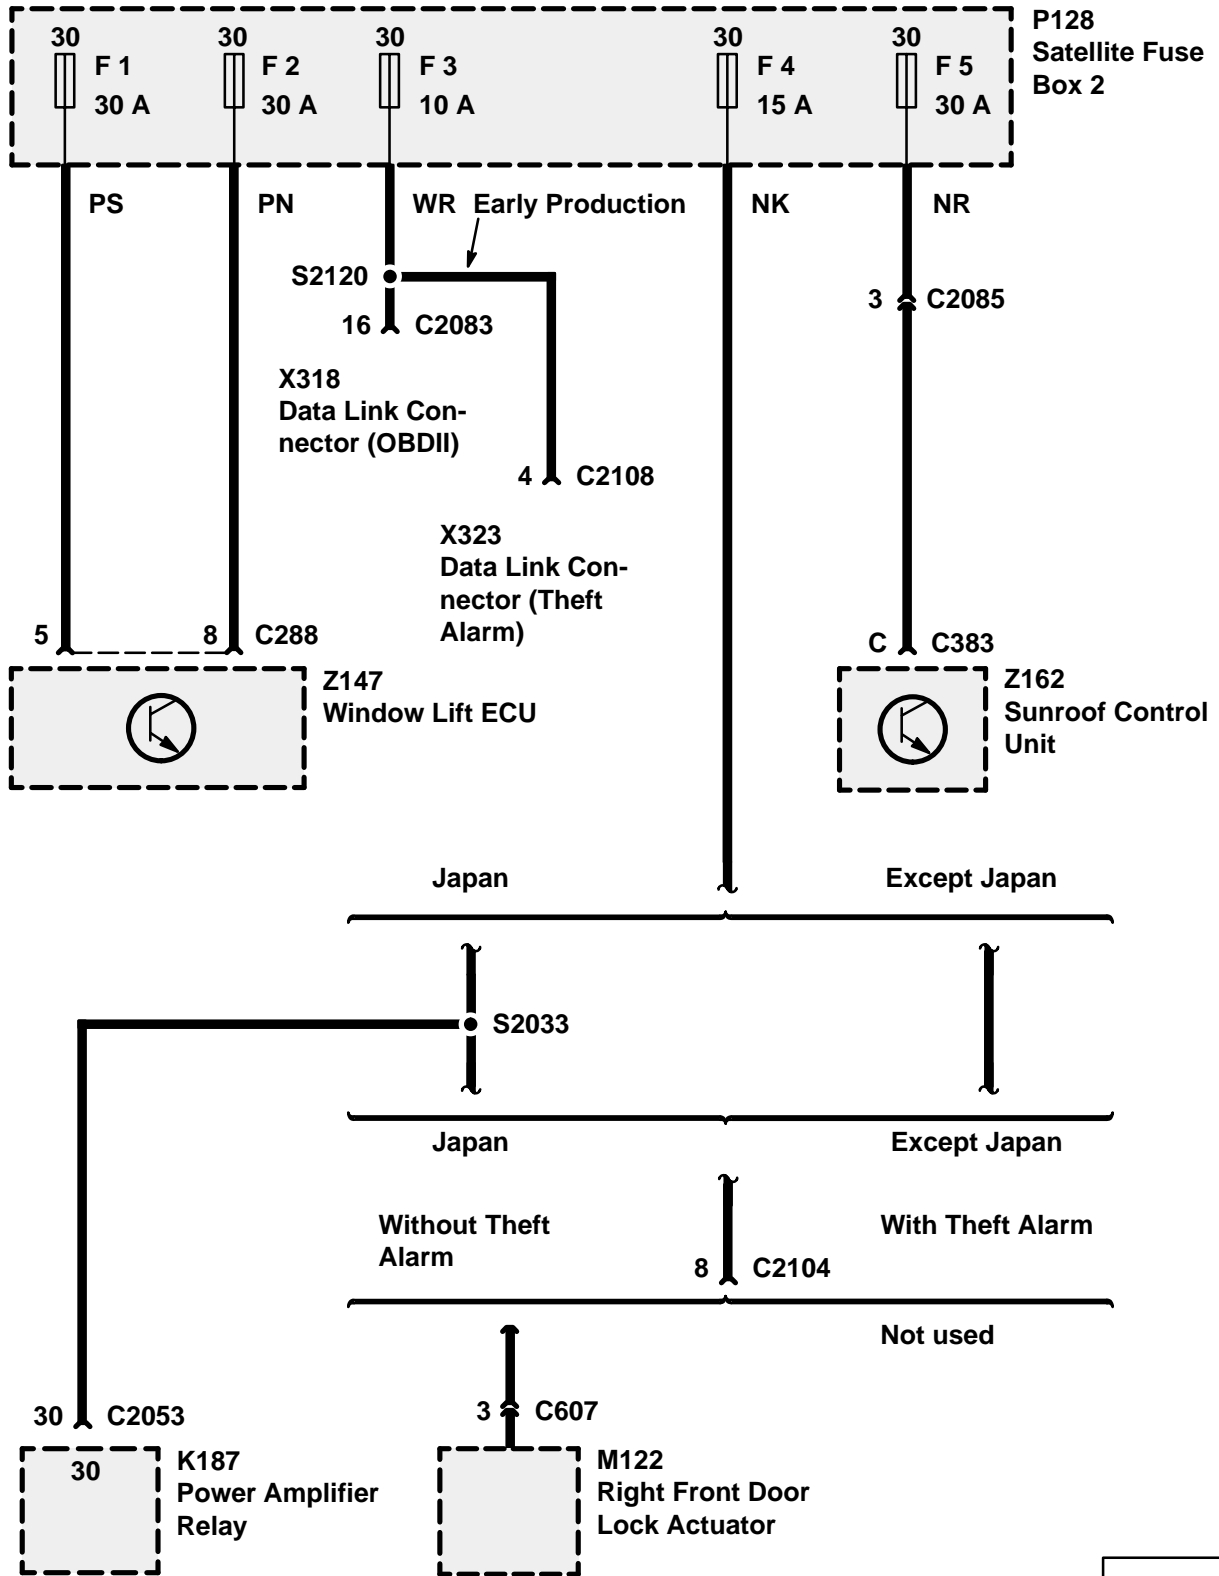 P128
Satellite Fuse
Box 2
30 30 30 30 30
F 1 F 2 F 3 F 4 F 5
30 A 30 A 10 A 15 A 30 A
PS PN WR Early Production NK NR
S2120
3 C2085
16 C2083
X318
Data Link Con-
nector (OBDII)
4 C2108
X323
Data Link Con-
nector (Theft
Alarm)
5 8 C288
C C383
Z147
Window Lift ECU
Z162
Sunroof Control
Unit
Japan Except Japan
S2033
Japan Except Japan
Without Theft
Alarm
With Theft Alarm
8 C2104
Not used
30 C2053
3 C607
30
K187
Power Amplifier
Relay
M122
Right Front Door
Lock Actuator